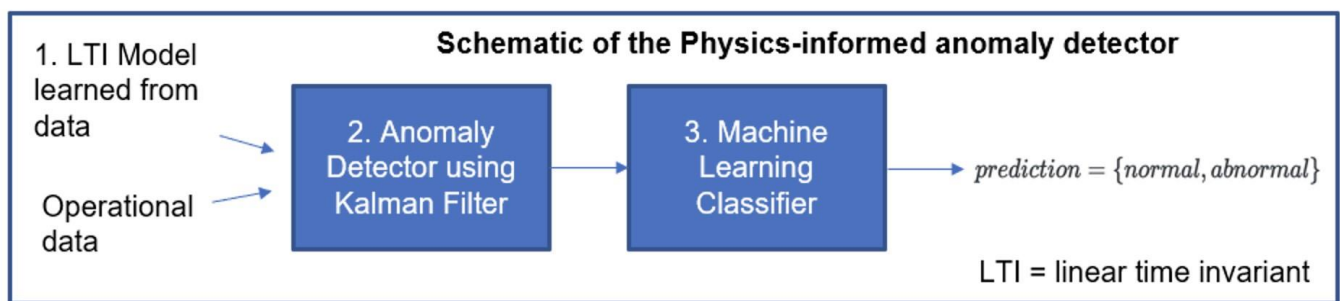 Schematic of the Physics-informed anomaly detector
1. LTI Model
learned from
data
Operational
data
2. Anomaly
Detector using
Kalman Filter
3. Machine
Learning
Classifier
prediction = {normal, abnormal}
LTI = linear time invariant